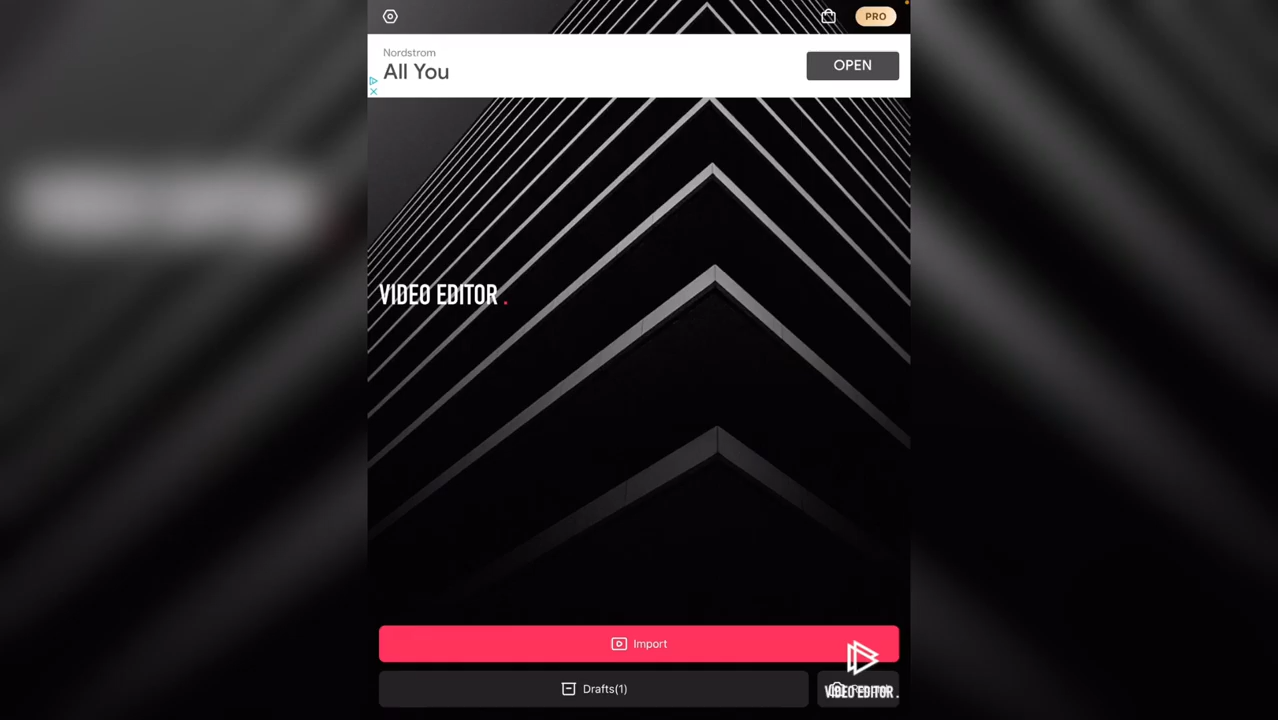 PRO
Nordstrom
All You
OPEN
VIDEO EDITOR .
Import
Drafts(1)
VIDEO EDITOR .